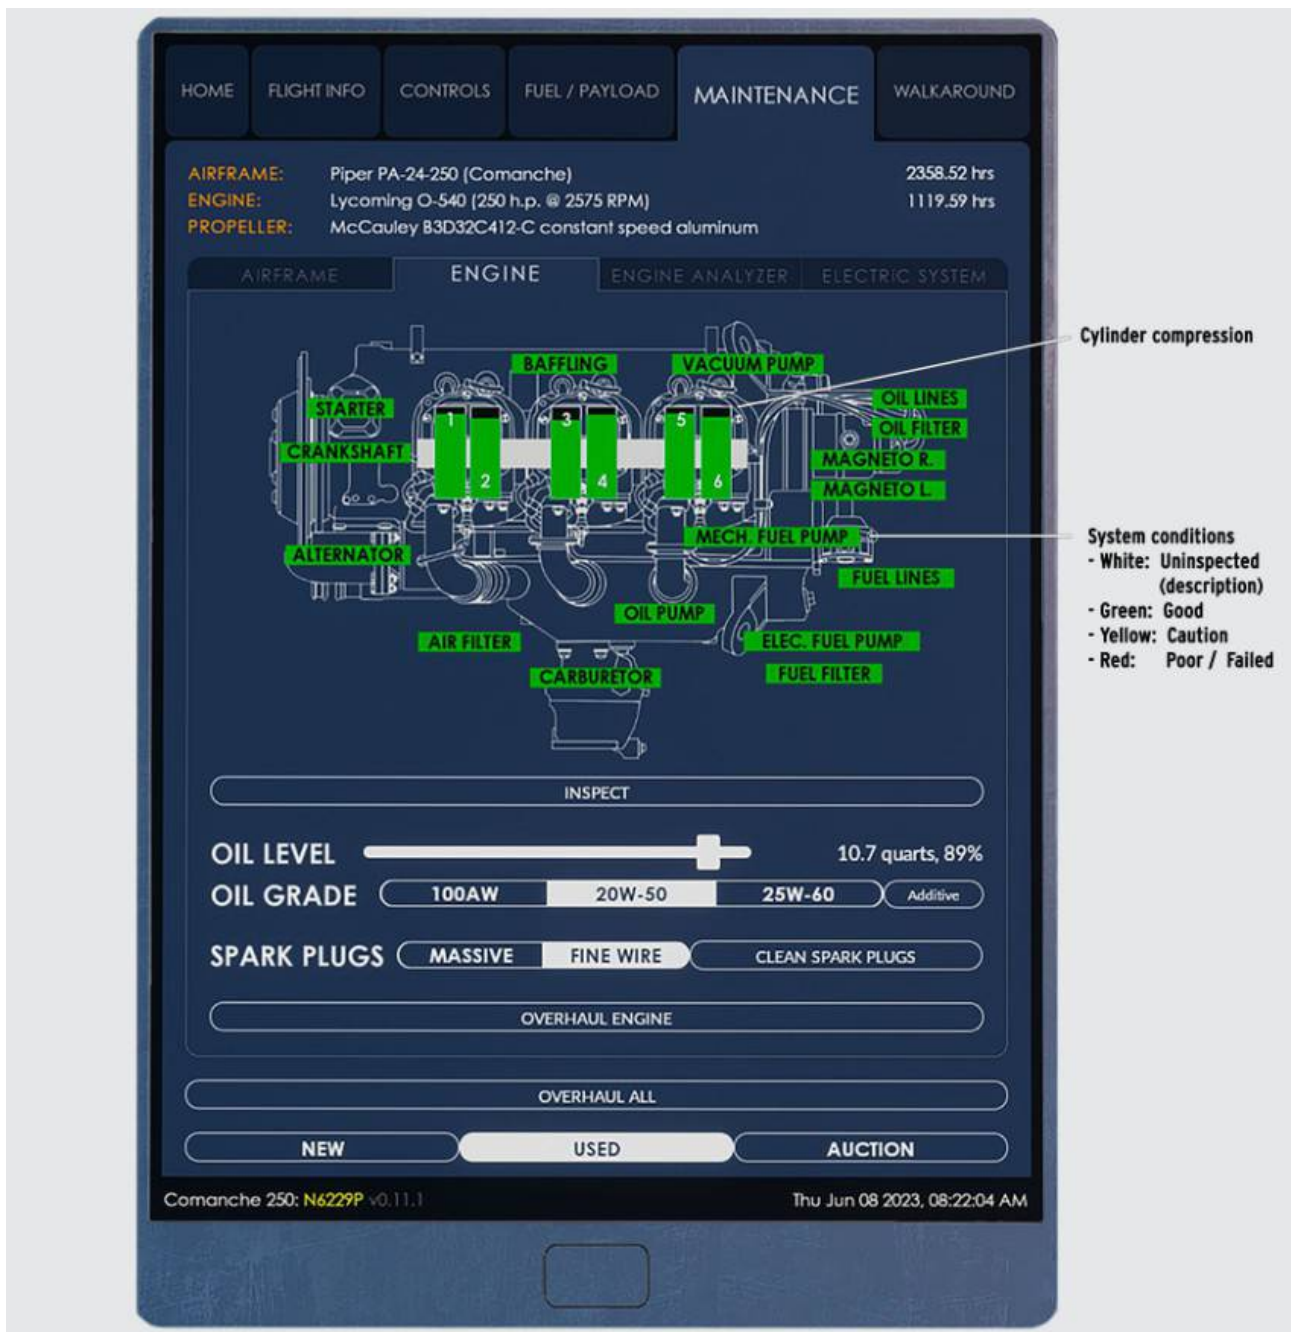 HOME FLIGHT INFO CONTROLS FUEL / PAYLOAD MAINTENANCE WALKAROUND
AIRFRAME: Piper PA-24-250 (Comanche) 2358.52 hrs
ENGINE: Lycoming O-540 (250 h.p. @ 2575 RPM) 1119.59 hrs
PROPELLER: McCauley B3D32C412-C constant speed aluminum
AIRFRAME ENGINE ENGINE ANALYZER ELECTRIC SYSTEM
Cylinder compression
BAFFLING VACUUM PUMP
OIL LINES
STARTER
1 3 5
OIL FILTER
CRANKSHAFT
MAGNETO R.
2 4 6
MAGNETO L.
MECH. FUEL PUMP
ALTERNATOR
FUEL LINES
System conditions
- White: Uninspected
(description)
- Green: Good
- Yellow: Caution
- Red: Poor / Failed
OIL PUMP
AIR FILTER ELEC. FUEL PUMP
CARBURETOR FUEL FILTER
INSPECT
OIL LEVEL 10.7 quarts, 89%
OIL GRADE 100AW 20W-50 25W-60 Additive
SPARK PLUGS MASSIVE FINE WIRE CLEAN SPARK PLUGS
OVERHAUL ENGINE
OVERHAUL ALL
NEW USED AUCTION
Comanche 250: N6229P v0.11.1 Thu Jun 08 2023, 08:22:04 AM